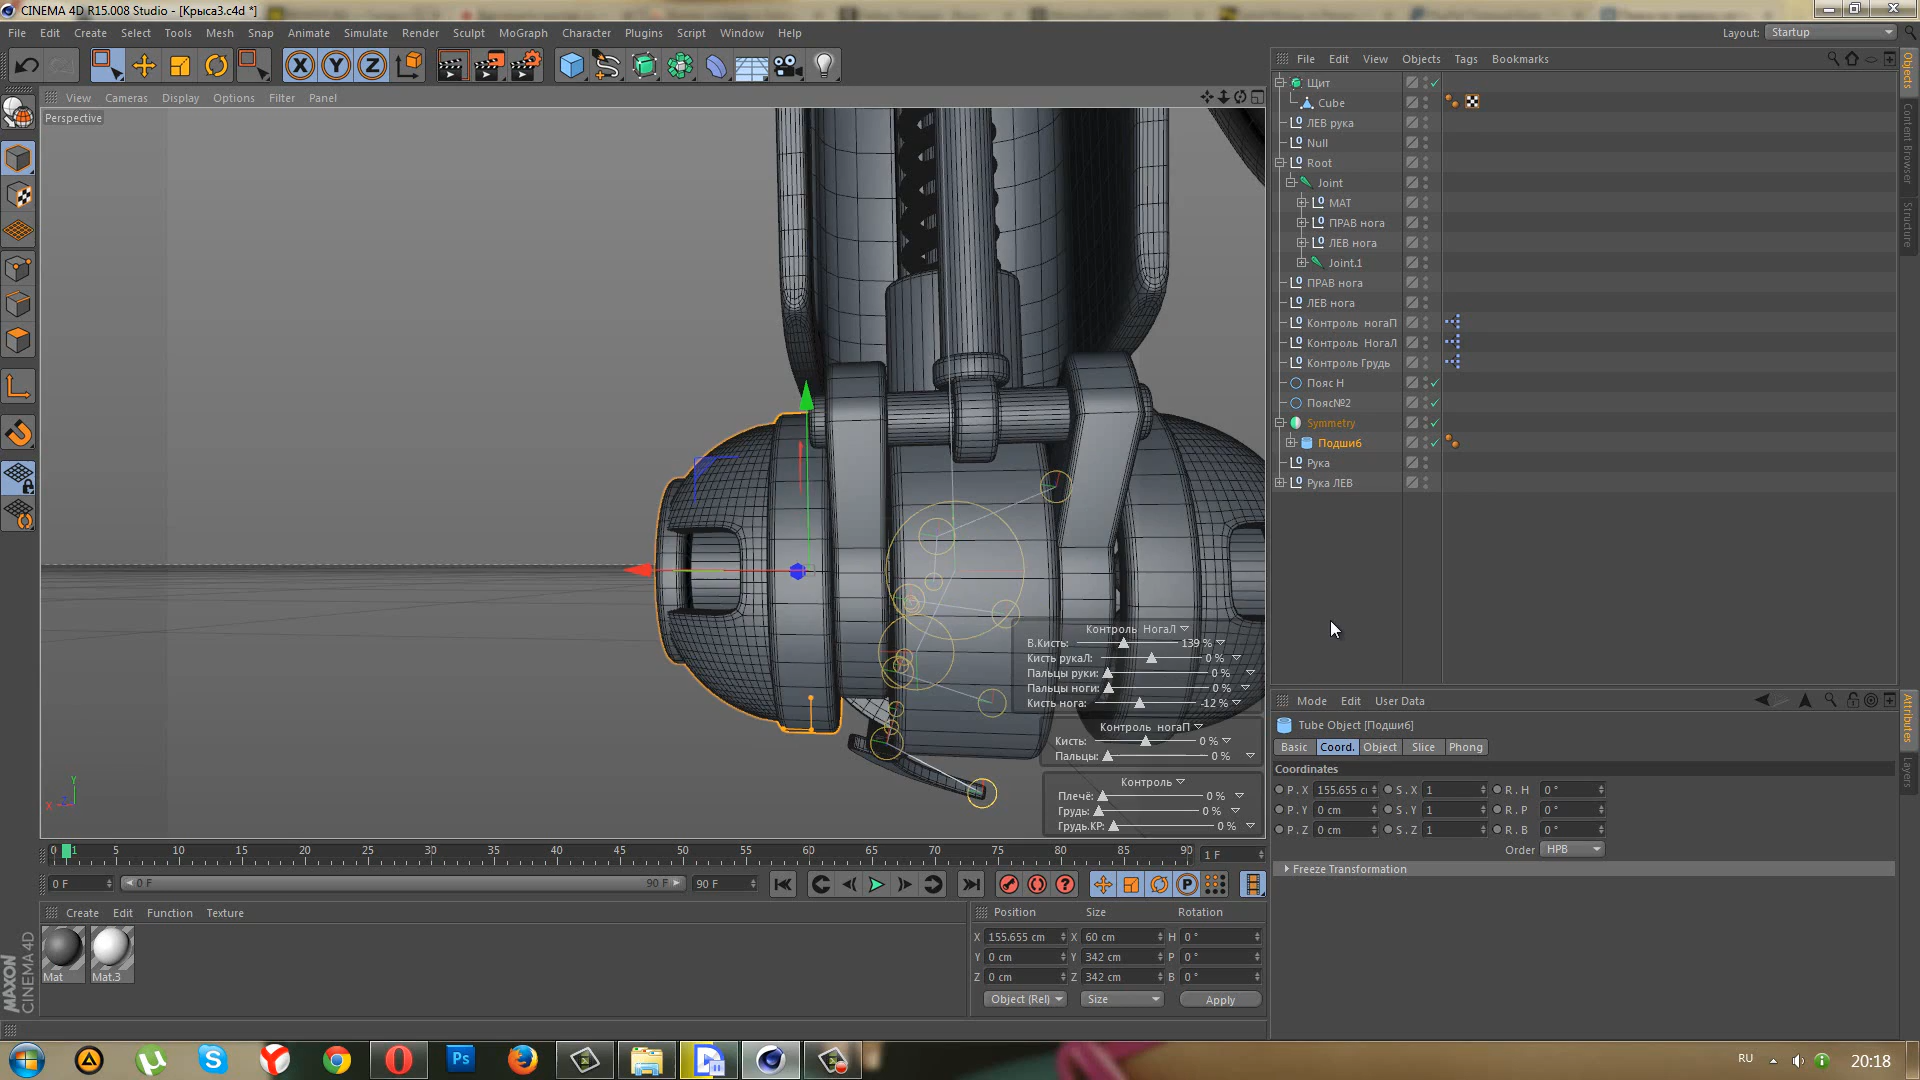 CINEMA 4D R15.008 Studio - [Крыса3.c4d *]
File Edit Create Select Tools Mesh Snap Animate Simulate Render Sculpt MoGraph Character Plugins Script Window Help
Layout: Startup
View Cameras Display Options Filter Panel
Perspective
File Edit View Objects Tags Bookmarks
Щит
Cube
ЛЕВ рука
Null
Root
Joint
МАТ
ПРАВ нога
ЛЕВ нога
Joint.1
ПРАВ нога
ЛЕВ нога
Контроль ногаП
Контроль НогаЛ
Контроль Грудь
Пояс Н
Пояс№2
Symmetry
Подшиб
Рука
Рука ЛЕВ
Objects
Content Browser
Structure
Контроль НогаЛ
В.Кисть: 139 %
Кисть рукаЛ: 0 %
Пальцы руки: 0 %
Пальцы ноги: 0 %
Кисть нога: -12 %
Контроль ногаП
Кисть: 0 %
Пальцы: 0 %
Контроль
Плечё: 0 %
Грудь: 0 %
Грудь.КР: 0 %
Y
X
Z
Mode Edit User Data
Tube Object [Подшиб]
Basic Coord. Object Slice Phong
Coordinates
P . X 155.655 S . X 1 R . H 0 °
P . Y 0 cm S . Y 1 R . P 0 °
P . Z 0 cm S . Z 1 R . B 0 °
Order HPB
Freeze Transformation
Attributes
Layers
0 1 5 10 15 20 25 30 35 40 45 50 55 60 65 70 75 80 85 90 1 F
0 F 0 F 90 F 90 F
Create Edit Function Texture
Mat Mat.3
MAXON
CINEMA 4D
Position Size Rotation
X 155.655 cm X 60 cm H 0 °
Y 0 cm Y 342 cm P 0 °
Z 0 cm Z 342 cm B 0 °
Object (Rel) Size Apply
Ps
RU 20:18